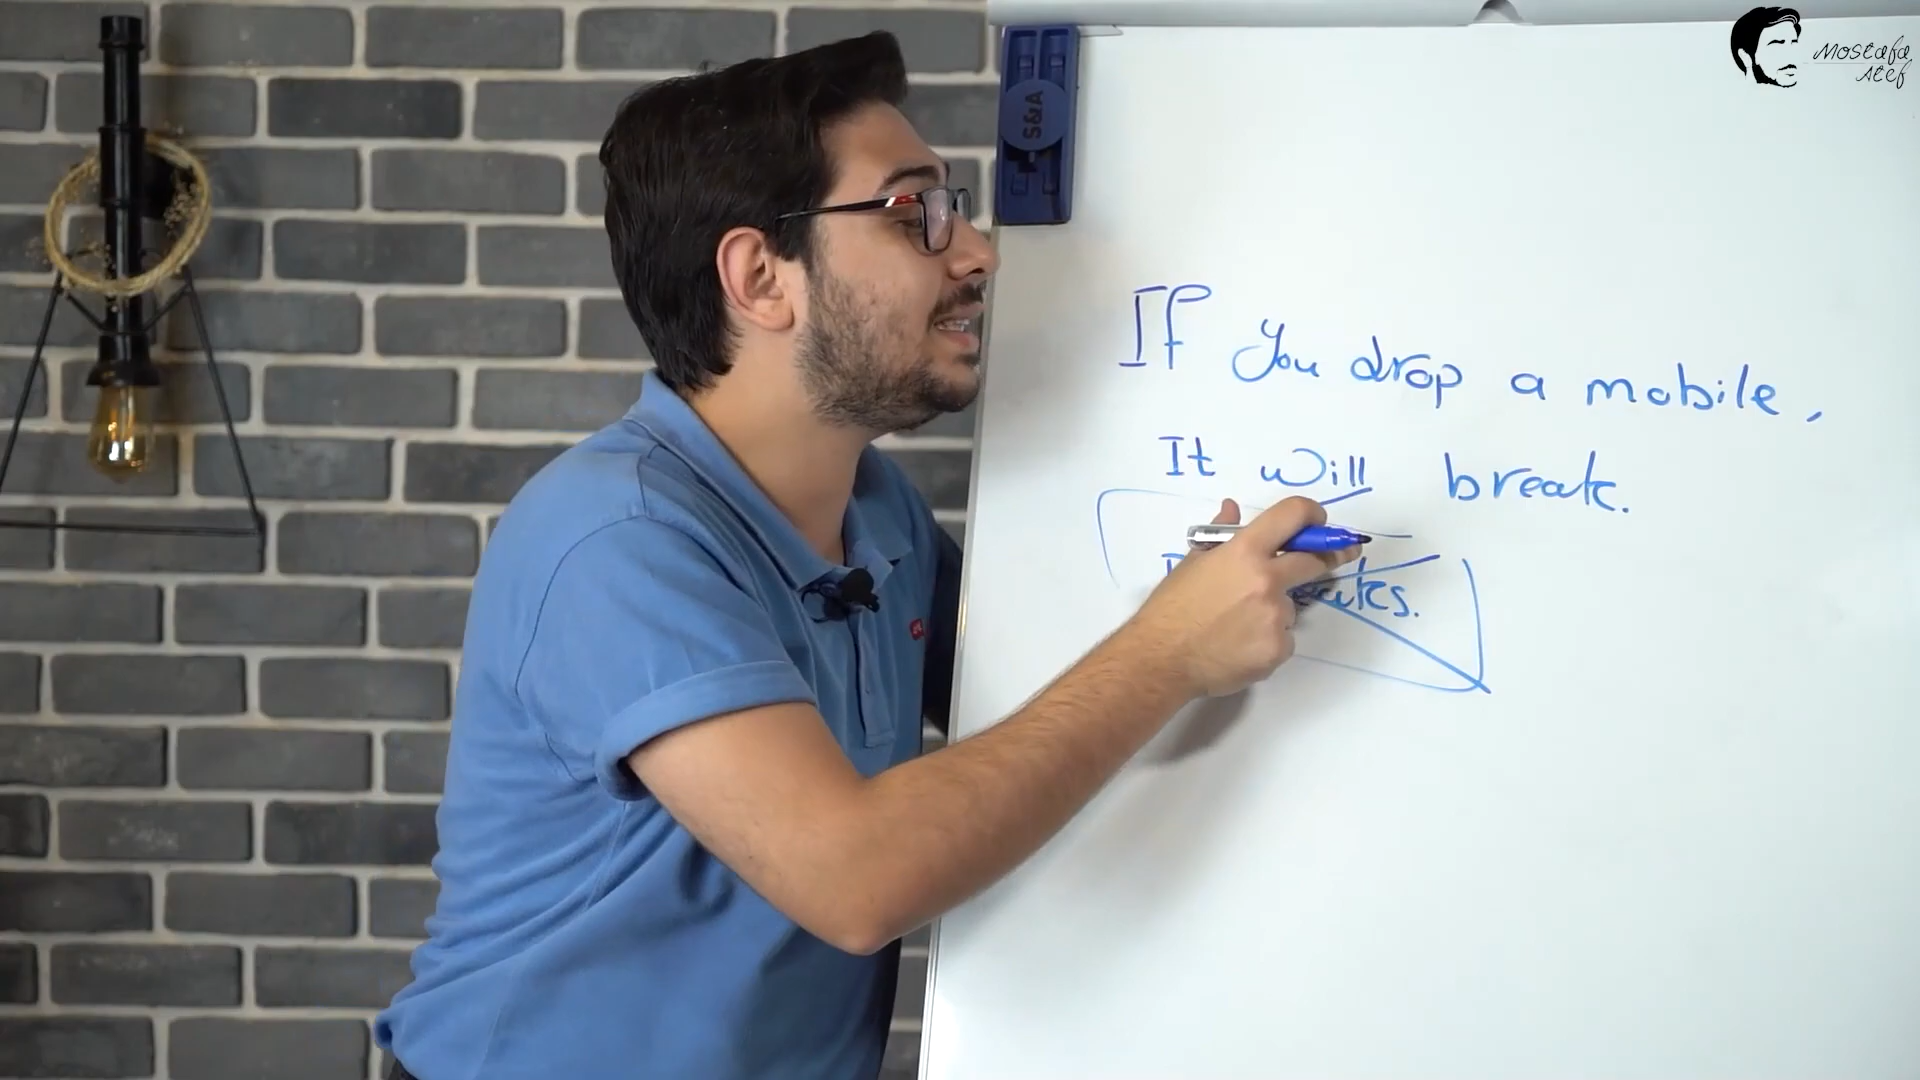 Mostafa
Atef
S&A
If You drop a mobile,
It will break.